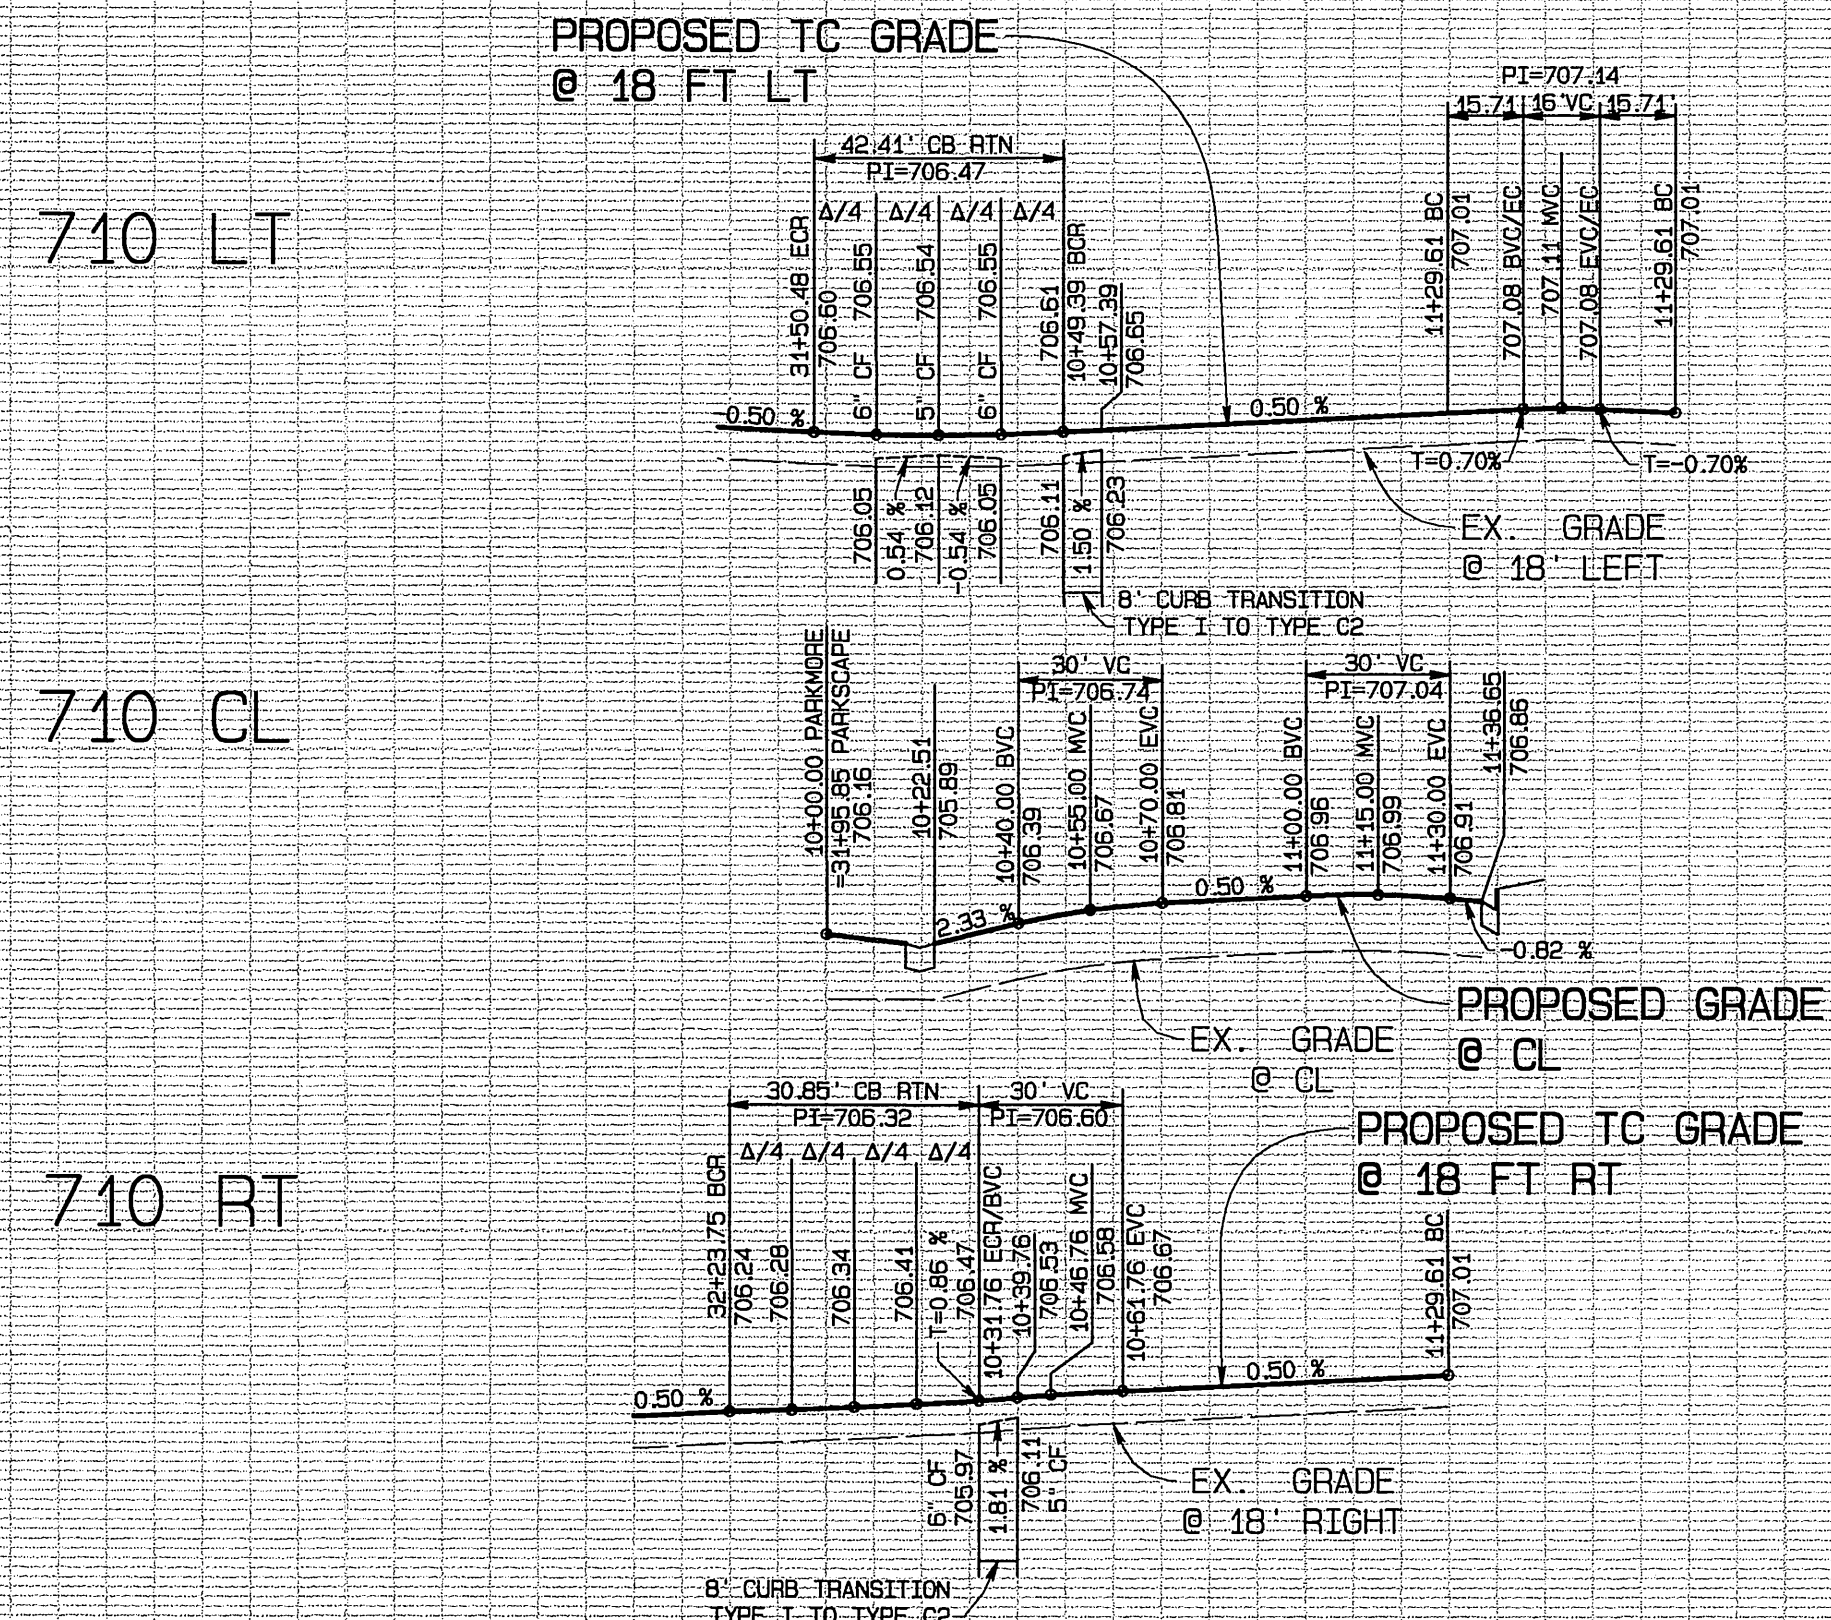 PROPOSED TC GRADE
@ 18 FT LT
PI=707.14
15.71' 16'VC 15.71'
42.41' CB RTN
PI=706.47
Δ/4 Δ/4 Δ/4 Δ/4
710 LT
31+50.48 ECR
706.60
6" CF 706.55
5" CF 706.54
6" CF 706.55
706.61
10+49.39 BCR
10+57.39
706.65
11+29.61 BC
707.01
707.08 BVC/EC
707.11 MVC
707.08 EVC/EC
11+29.61 BC
707.01
0.50 %
0.50 %
T=0.70%
T=-0.70%
706.05
0.54 %
706.12
-0.54 %
706.05
706.11
1.50 %
706.23
EX. GRADE
@ 18' LEFT
8' CURB TRANSITION
TYPE I TO TYPE C2
710 CL
10+00.00 PARKMORE
=31+95.85 PARKSCAPE
706.16
10+22.51
705.89
30' VC
PI=706.74
10+40.00 BVC
706.39
10+55.00 MVC
706.67
10+70.00 EVC
706.81
30' VC
PI=707.04
11+00.00 BVC
706.96
11+15.00 MVC
706.99
11+30.00 EVC
706.91
11+36.65
706.86
2.33 %
0.50 %
-0.82 %
PROPOSED GRADE
@ CL
EX. GRADE
@ CL
30.85' CB RTN
PI=706.32
30' VC
PI=706.60
Δ/4 Δ/4 Δ/4 Δ/4
PROPOSED TC GRADE
@ 18 FT RT
710 RT
32+23.75 BCR
706.24
706.28
706.34
706.41
T=0.86 %
706.47
10+31.76 ECR/BVC
10+39.76
706.53
10+46.76 MVC
706.58
10+61.76 EVC
706.67
11+29.61 BC
707.01
0.50 %
0.50 %
6" CF
705.97
1.81 %
706.11
5" CF
EX. GRADE
@ 18' RIGHT
8' CURB TRANSITION
TYPE I TO TYPE C2